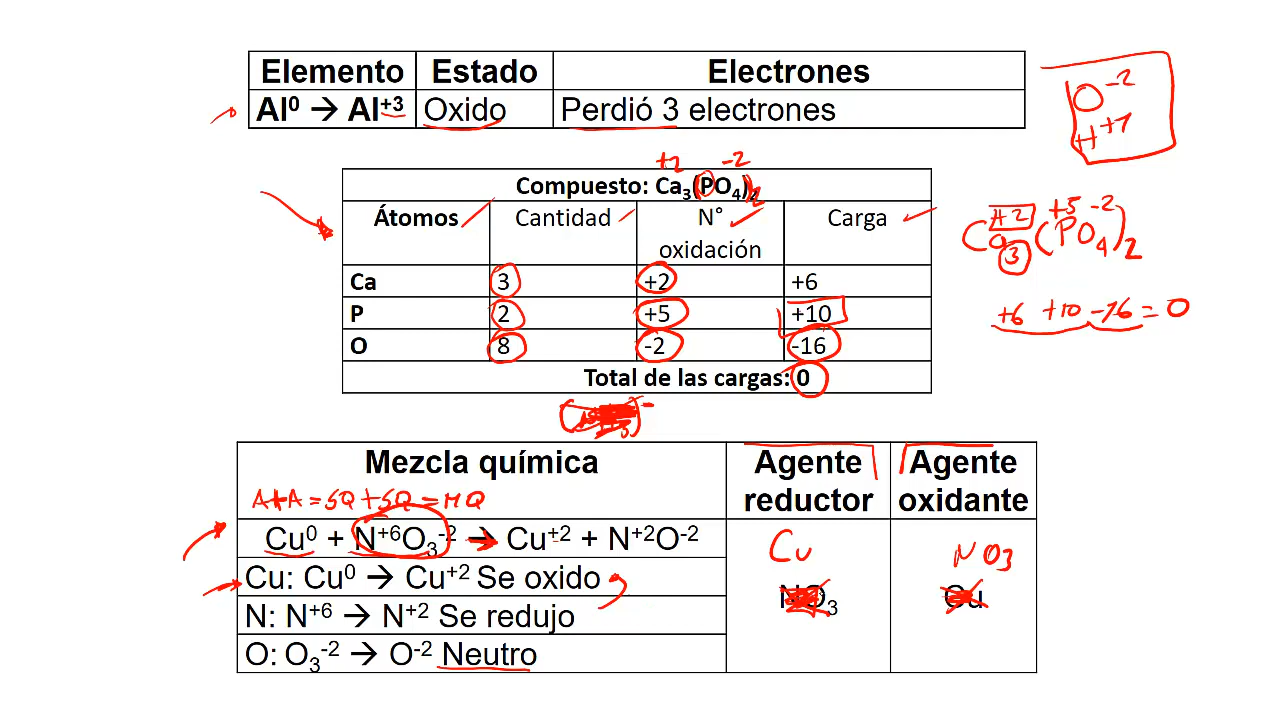 Elemento Estado Electrones
Al⁰ → Al⁺³ Oxido Perdió 3 electrones
O⁻²
H⁺¹
+2 -2
Compuesto: Ca₃(PO₄)₂
Átomos Cantidad N° oxidación Carga
Ca 3 +2 +6
P 2 +5 +10
O 8 -2 -16
Total de las cargas: 0
+2 +5 -2
Ca₃(PO₄)₂
+6 +10 -16 = 0
Mezcla química Agente reductor Agente oxidante
A+A = SQ + SQ = MQ
Cu⁰ + N⁺⁶O₃⁻² → Cu⁺² + N⁺²O⁻²
Cu NO₃
Cu: Cu⁰ → Cu⁺² Se oxido
NO₃ Cu
N: N⁺⁶ → N⁺² Se redujo
O: O₃⁻² → O⁻² Neutro